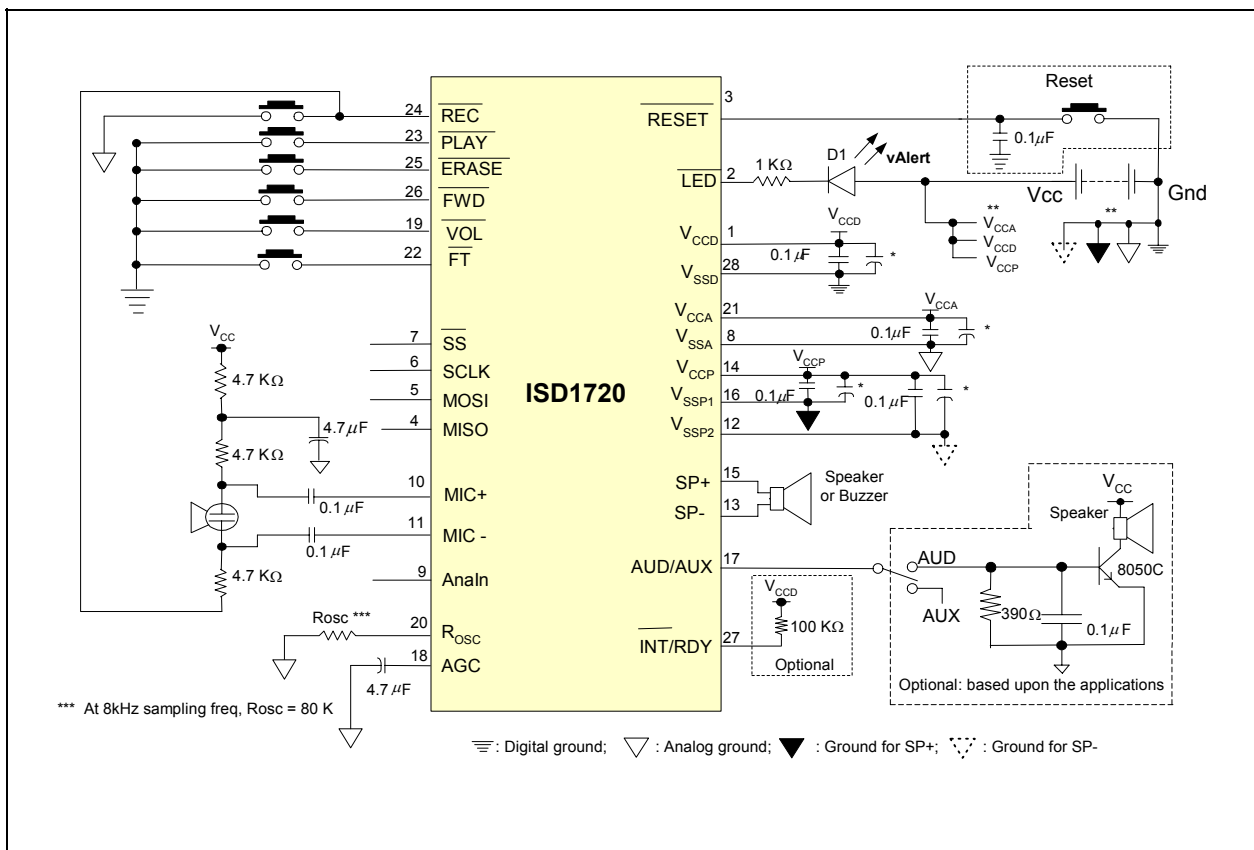 Reset
3
24
REC
RESET
0.1µF
23
PLAY
D1
vAlert
25
ERASE
1 KΩ
2
LED
26
FWD
Vcc
Gnd
**
**
VCCA
VCCD
VCCP
19
VOL
VCCD
1
VCCD
0.1µF
*
22
FT
28
VSSD
21
VCCA
VCCA
0.1µF
*
8
VSSA
VCC
7
SS
6
SCLK
4.7 KΩ
5
MOSI
4
MISO
ISD1720
14
VCCP
VCCP
0.1µF
*
0.1µF
*
16
VSSP1
12
VSSP2
4.7µF
4.7 KΩ
10
MIC+
0.1µF
15
SP+
13
SP-
Speaker
or Buzzer
11
MIC -
0.1µF
VCC
Speaker
4.7 KΩ
9
AnaIn
17
AUD/AUX
AUD
AUX
8050C
390Ω
0.1µF
Optional: based upon the applications
Rosc ***
20
ROSC
VCCD
100 KΩ
27
INT/RDY
Optional
18
AGC
4.7µF
*** At 8kHz sampling freq, Rosc = 80 K
: Digital ground; : Analog ground; : Ground for SP+; : Ground for SP-